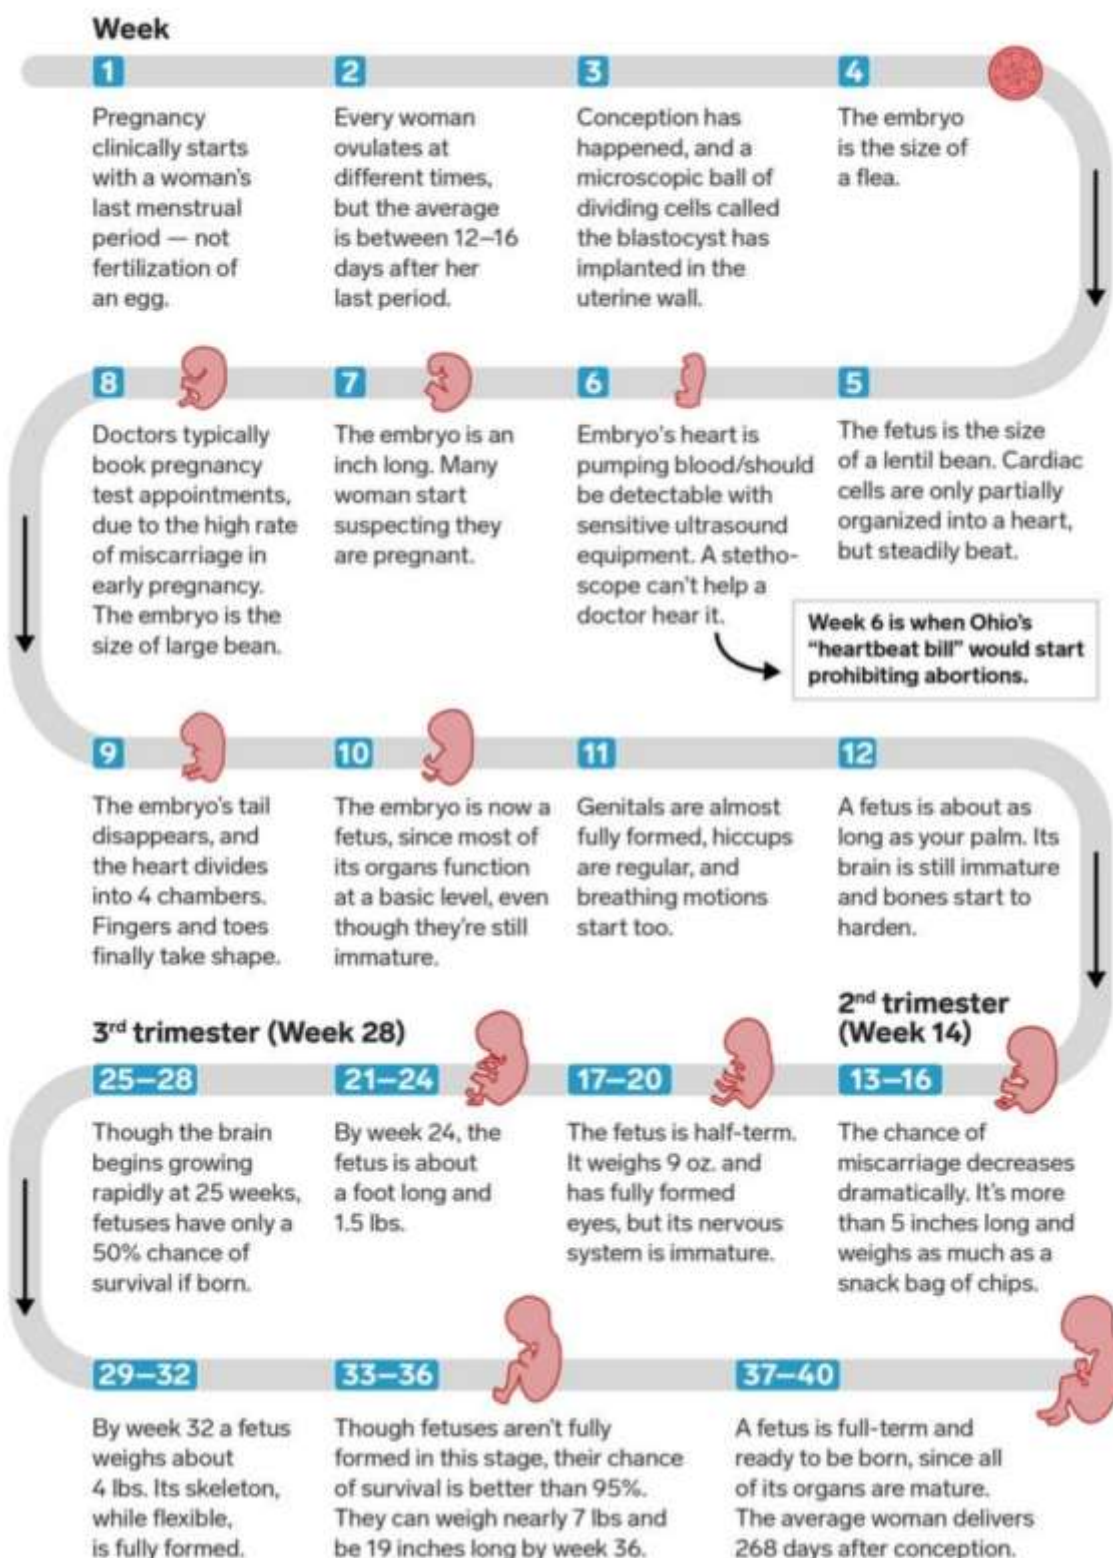 Week
1
Pregnancy
clinically starts
with a woman's
last menstrual
period — not
fertilization of
an egg.
2
Every woman
ovulates at
different times,
but the average
is between 12–16
days after her
last period.
3
Conception has
happened, and a
microscopic ball of
dividing cells called
the blastocyst has
implanted in the
uterine wall.
4
The embryo
is the size of
a flea.
5
The fetus is the size
of a lentil bean. Cardiac
cells are only partially
organized into a heart,
but steadily beat.
6
Embryo's heart is
pumping blood/should
be detectable with
sensitive ultrasound
equipment. A stetho-
scope can't help a
doctor hear it.
Week 6 is when Ohio's
"heartbeat bill" would start
prohibiting abortions.
7
The embryo is an
inch long. Many
woman start
suspecting they
are pregnant.
8
Doctors typically
book pregnancy
test appointments,
due to the high rate
of miscarriage in
early pregnancy.
The embryo is the
size of large bean.
9
The embryo's tail
disappears, and
the heart divides
into 4 chambers.
Fingers and toes
finally take shape.
10
The embryo is now a
fetus, since most of
its organs function
at a basic level, even
though they're still
immature.
11
Genitals are almost
fully formed, hiccups
are regular, and
breathing motions
start too.
12
A fetus is about as
long as your palm. Its
brain is still immature
and bones start to
harden.
2nd trimester
(Week 14)
13–16
The chance of
miscarriage decreases
dramatically. It's more
than 5 inches long and
weighs as much as a
snack bag of chips.
17–20
The fetus is half-term.
It weighs 9 oz. and
has fully formed
eyes, but its nervous
system is immature.
21–24
By week 24, the
fetus is about
a foot long and
1.5 lbs.
3rd trimester (Week 28)
25–28
Though the brain
begins growing
rapidly at 25 weeks,
fetuses have only a
50% chance of
survival if born.
29–32
By week 32 a fetus
weighs about
4 lbs. Its skeleton,
while flexible,
is fully formed.
33–36
Though fetuses aren't fully
formed in this stage, their chance
of survival is better than 95%.
They can weigh nearly 7 lbs and
be 19 inches long by week 36.
37–40
A fetus is full-term and
ready to be born, since all
of its organs are mature.
The average woman delivers
268 days after conception.